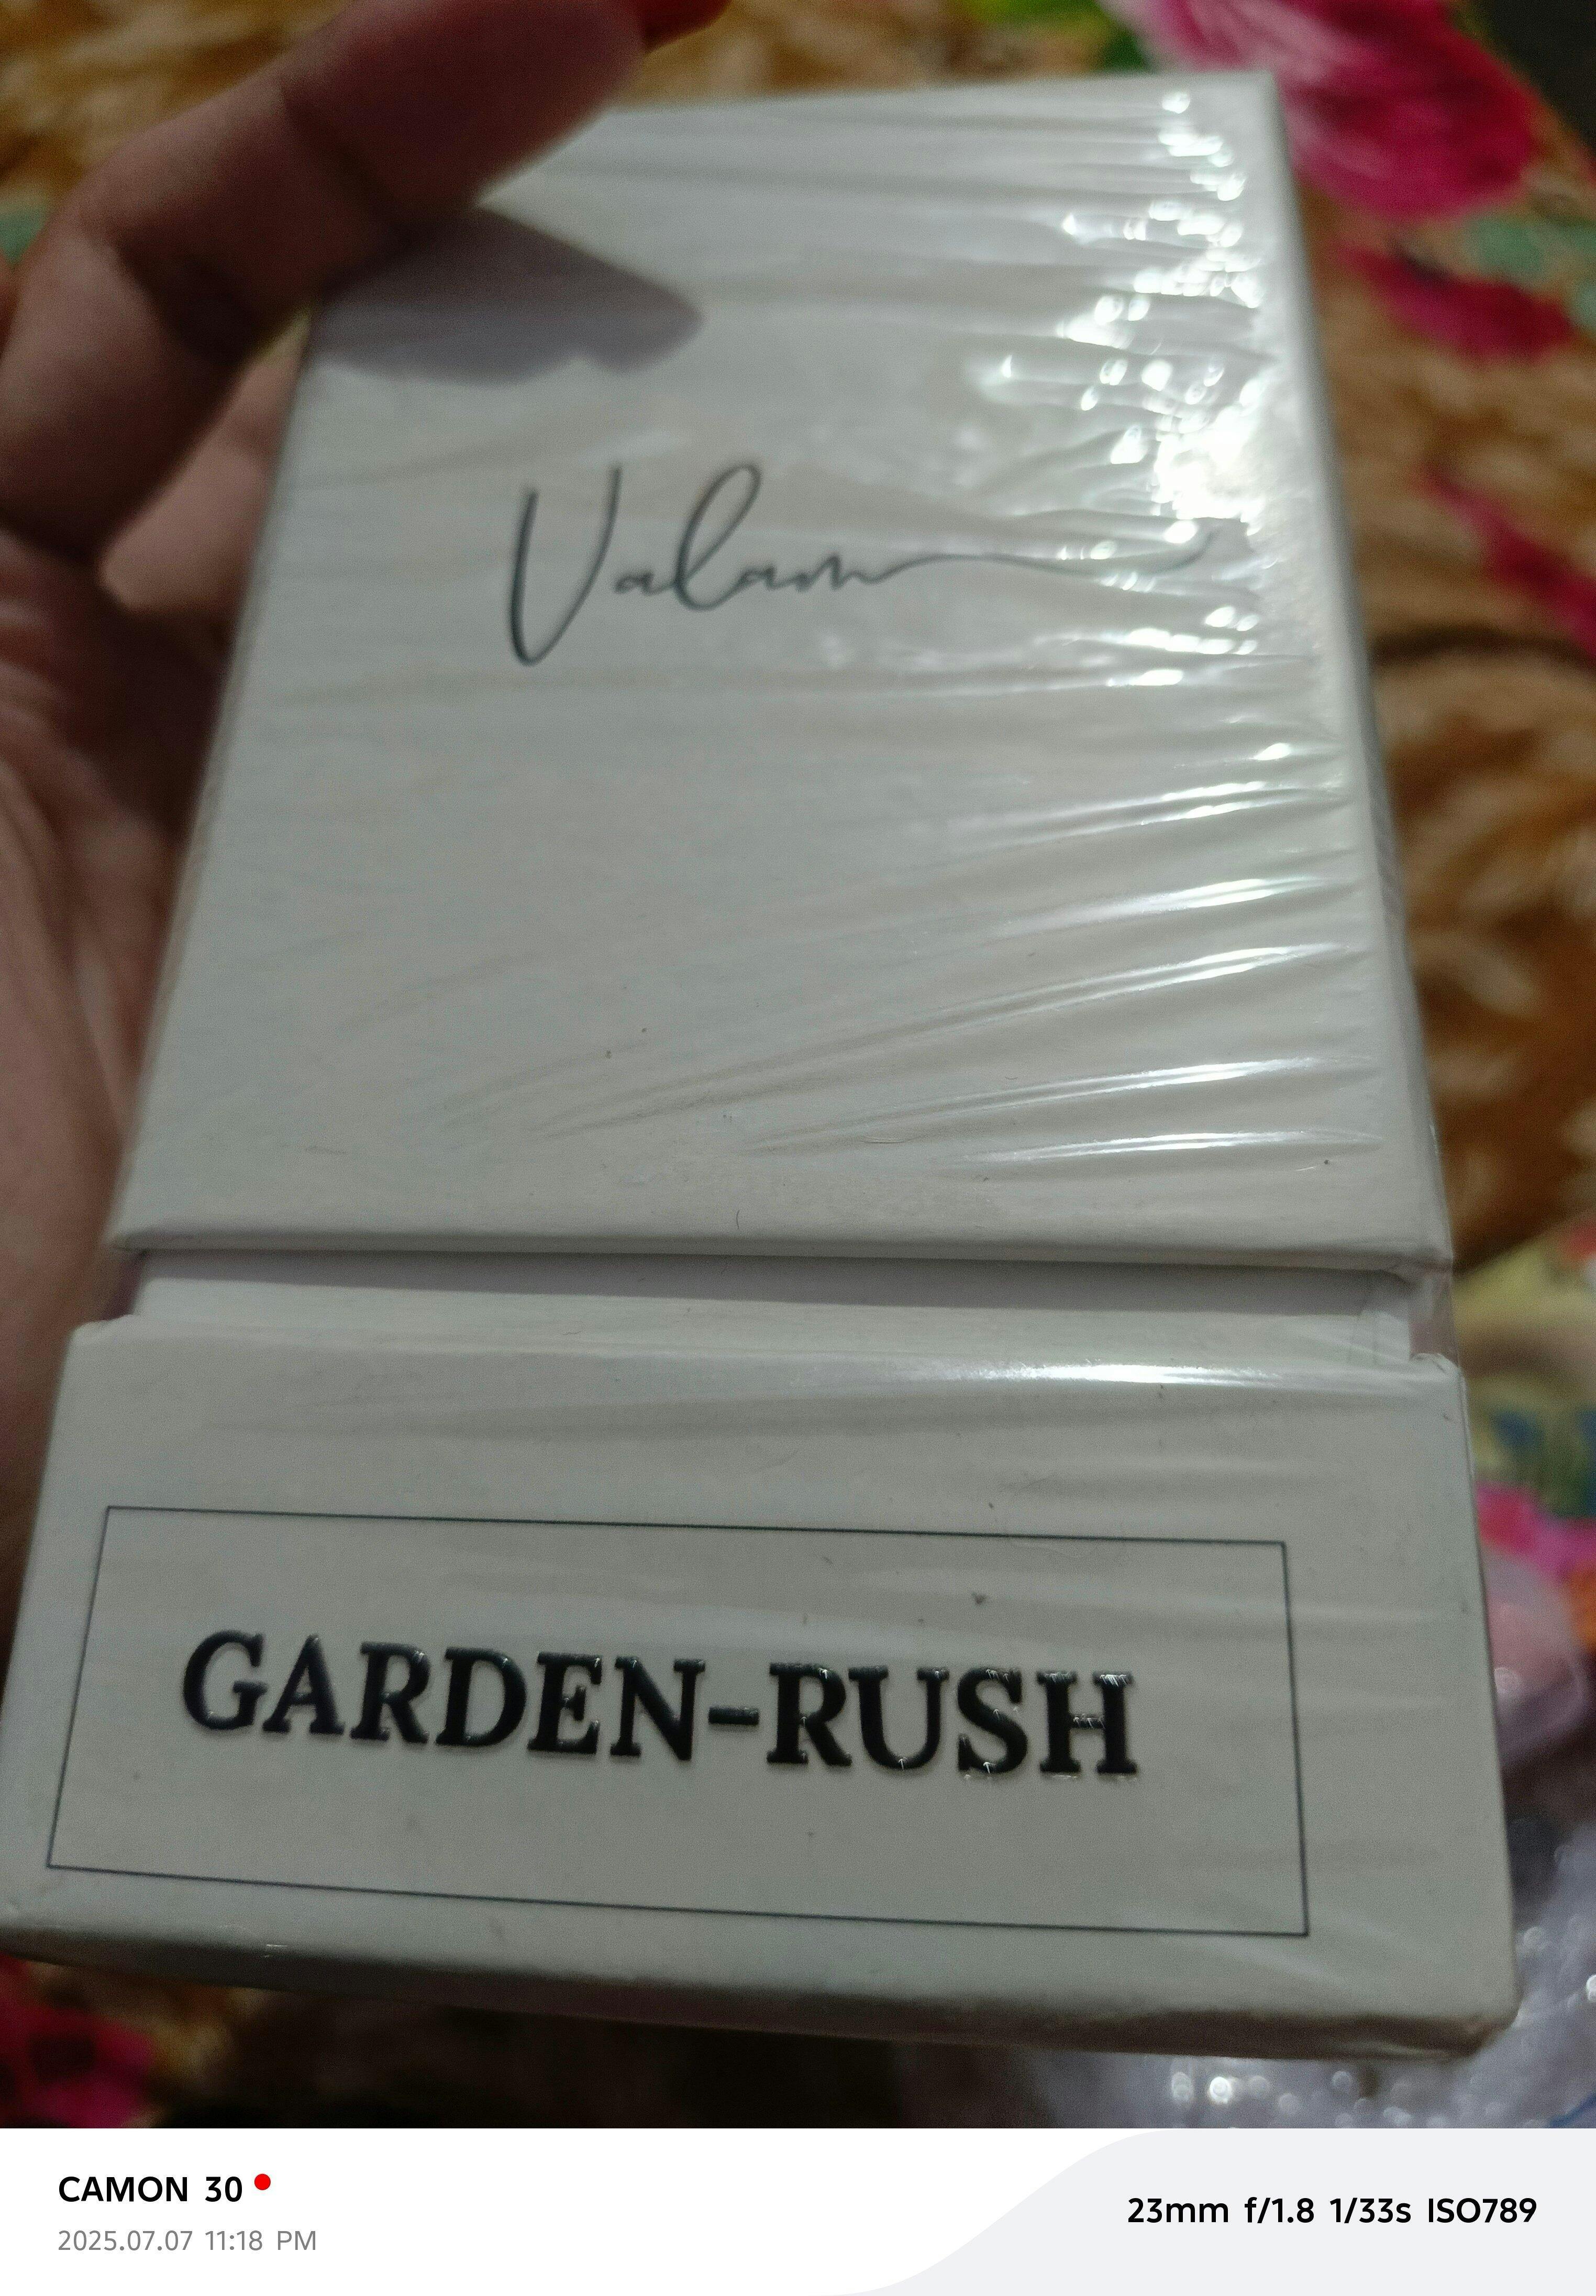 Valam
GARDEN-RUSH
CAMON 30
2025.07.07 11:18 PM
23mm f/1.8 1/33s ISO789